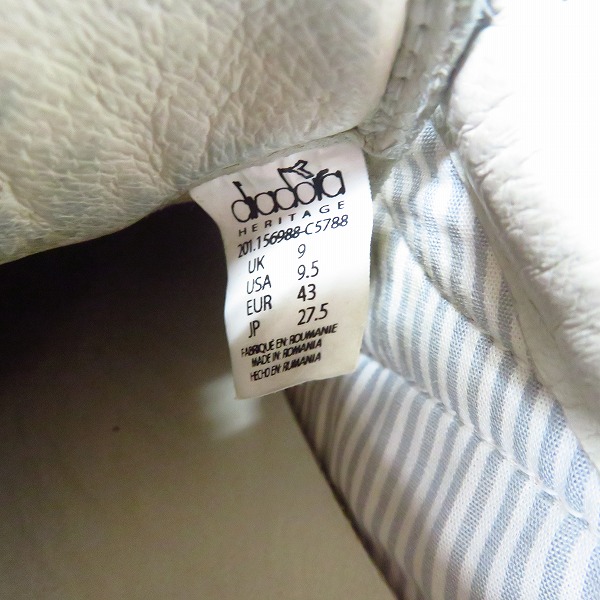 diadora
HERITAGE
201.156988-C5788
UK 9
USA 9.5
EUR 43
JP 27.5
FABRIQUE EN: ROUMANIE
MADE IN: ROMANIA
HECHO EN: RUMANIA